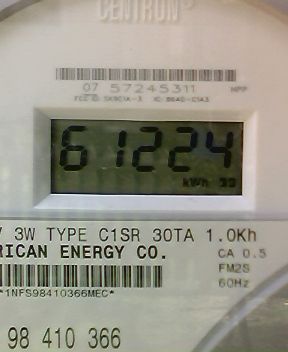 CENTRON®
07 57245311
61224
kWh
V 3W TYPE C1SR 30TA 1.0Kh
RICAN ENERGY CO.
CA 0.5
FM2S
60Hz
*1NFS98410366MEC*
98 410 366